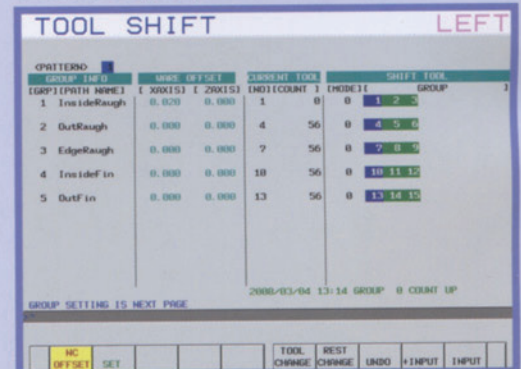 TOOL SHIFT LEFT
<PATTERN> 1
GROUP INFO WARE OFFSET CURRENT TOOL SHIFT TOOL
[GRP][PATH NAME] [ XAXIS] [ ZAXIS] [NO][COUNT ] [MODE][ GROUP ]
1 InsideRaugh 0.020 0.000 1 0 0 1 2 3
2 OutRaugh 0.000 0.000 4 56 0 4 5 6
3 EdgeRaugh 0.000 0.000 7 56 0 7 8 9
4 InsideFin 0.000 0.000 10 56 0 10 11 12
5 OutFin 0.000 0.000 13 56 0 13 14 15
2008/03/04 13:14 GROUP 0 COUNT UP
GROUP SETTING IS NEXT PAGE
NC OFFSET SET TOOL CHANGE REST CHANGE UNDO +INPUT INPUT